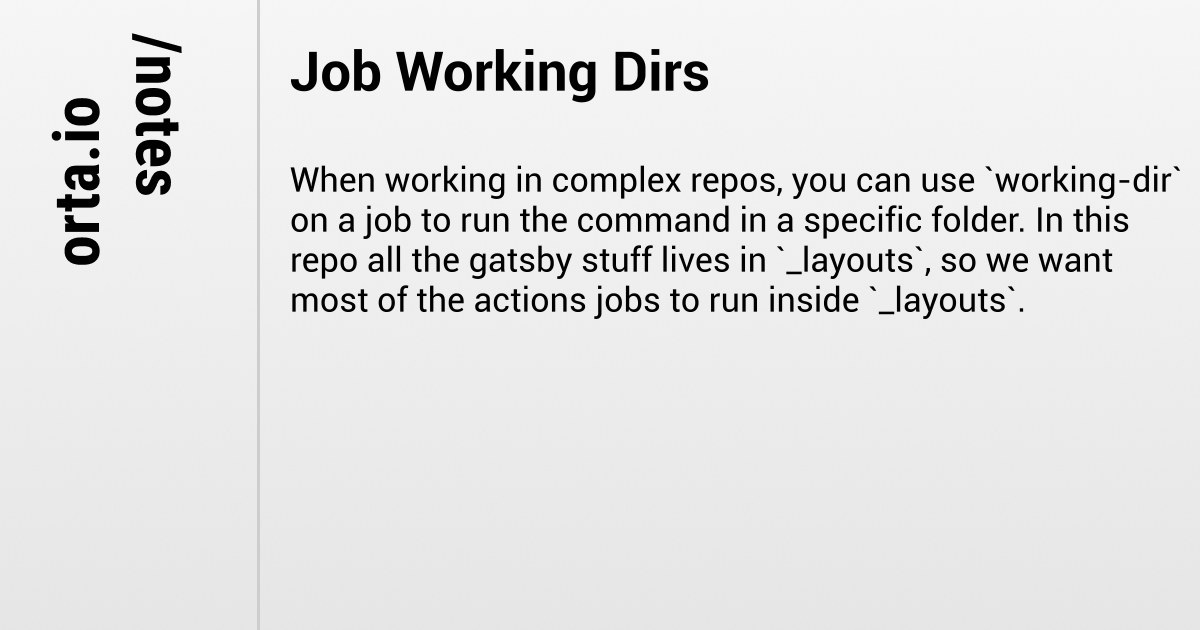 orta.io
/notes
Job Working Dirs
When working in complex repos, you can use `working-dir`
on a job to run the command in a specific folder. In this
repo all the gatsby stuff lives in `_layouts`, so we want
most of the actions jobs to run inside `_layouts`.